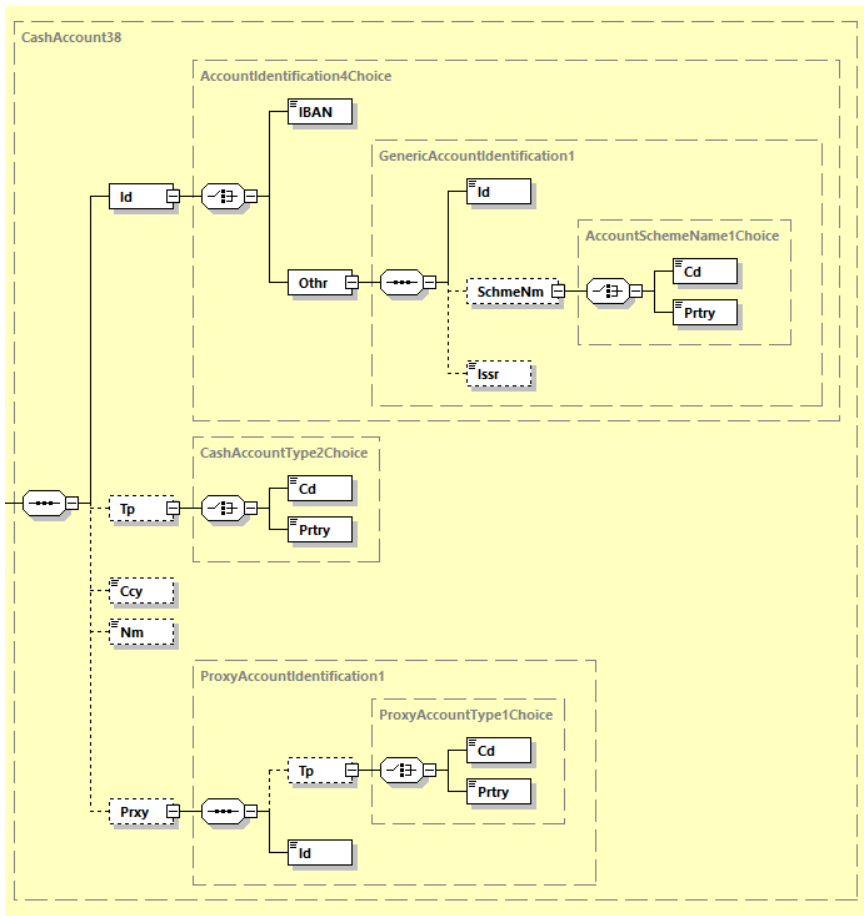 CashAccount38
AccountIdentification4Choice
IBAN
GenericAccountIdentification1
Id
Id
AccountSchemeName1Choice
Othr
SchmeNm
Cd
Prtry
Issr
CashAccountType2Choice
Tp
Cd
Prtry
Ccy
Nm
ProxyAccountIdentification1
ProxyAccountType1Choice
Tp
Cd
Prtry
Prxy
Id